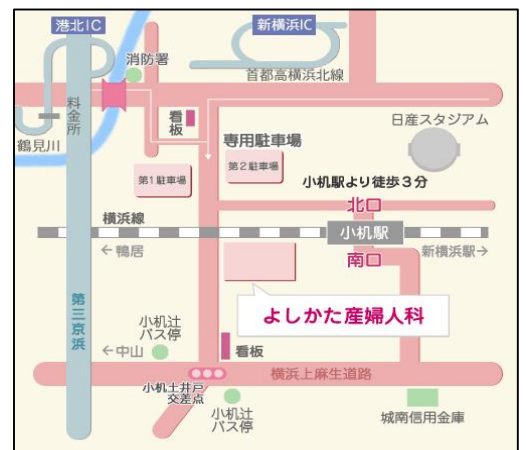 港北IC
新横浜IC
消防署
首都高横浜北線
料金所
看板
鶴見川
日産スタジアム
専用駐車場
第1駐車場
第2駐車場
小机駅より徒歩3分
北口
横浜線
小机駅
←鴨居
新横浜駅→
南口
よしかた産婦人科
第三京浜
小机辻
バス停
←中山
看板
横浜上麻生道路
小机土井戸
交差点
小机辻
バス停
城南信用金庫